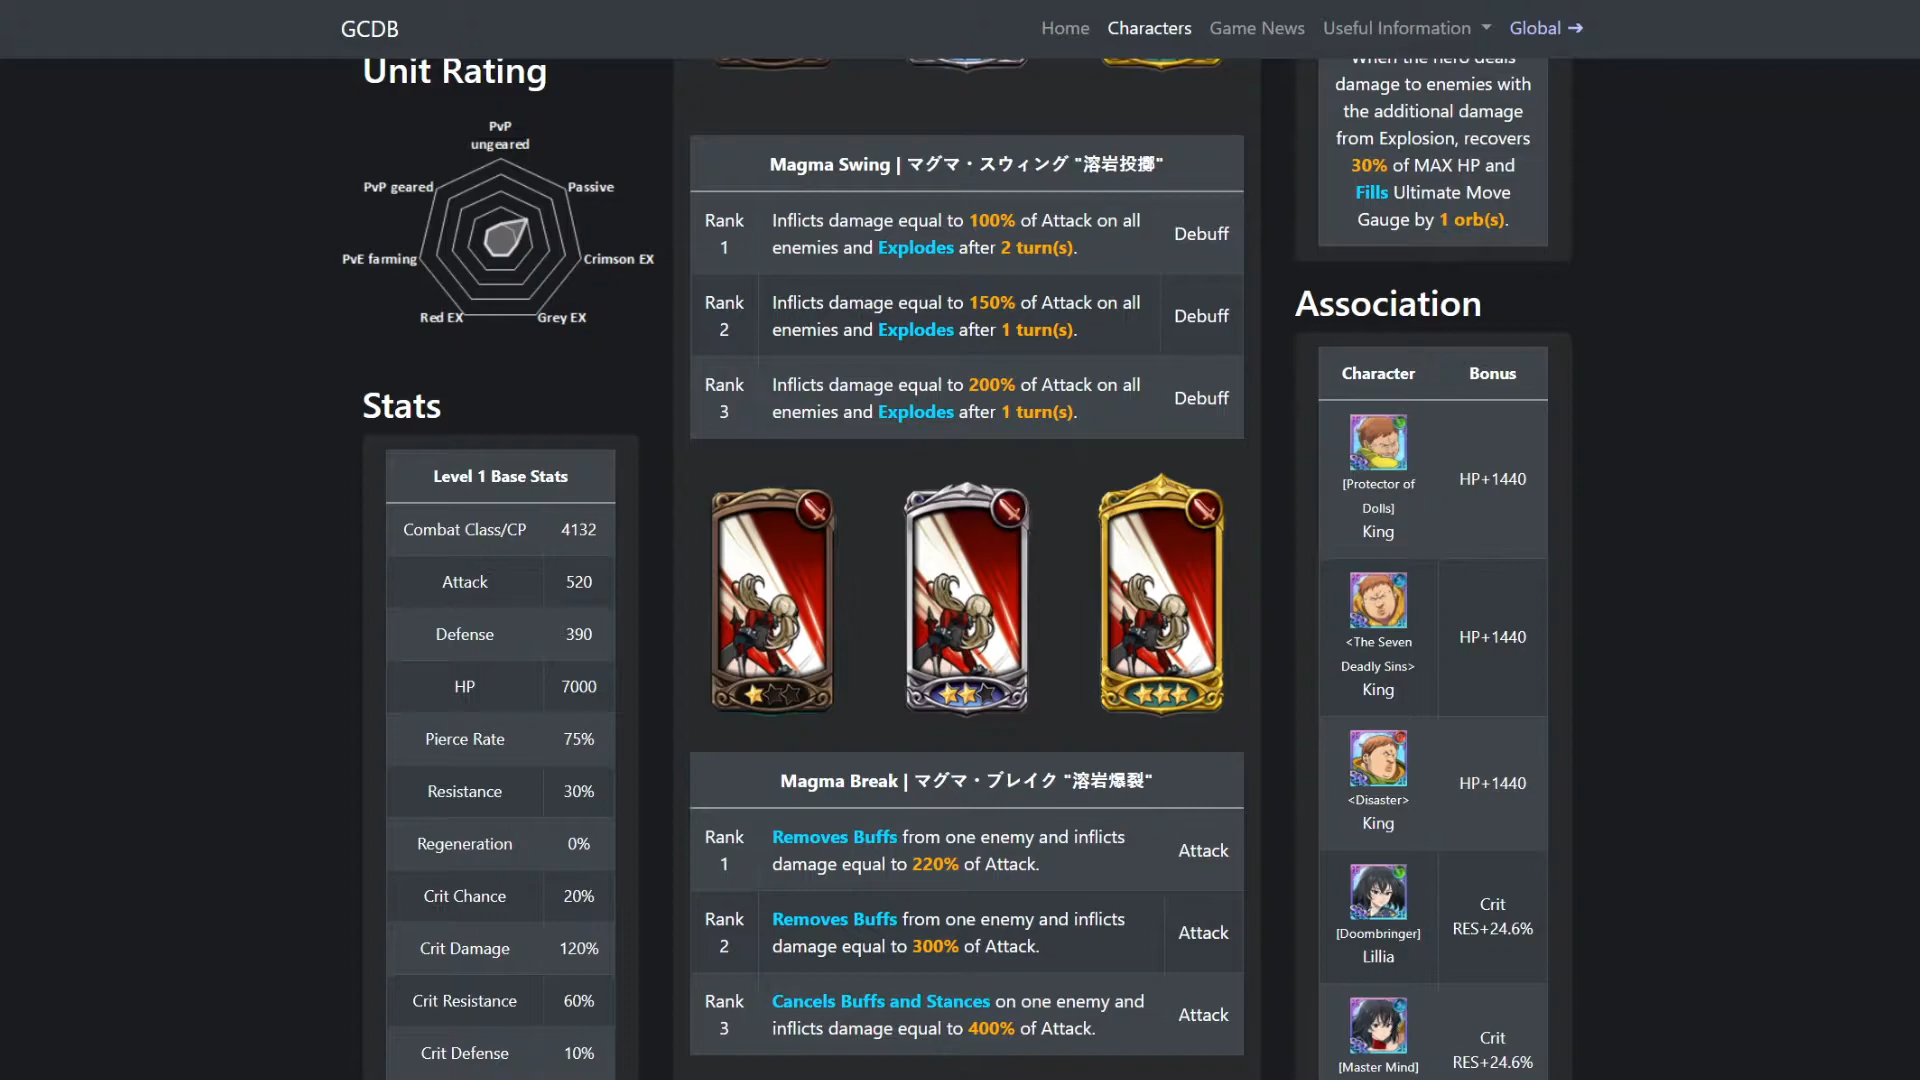 GCDB
Home
Characters
Game News
Useful Information
Global ➔
Unit Rating
PvP
ungeared
PvP geared
Passive
PvE farming
Crimson EX
Red EX
Grey EX
Stats
Level 1 Base Stats
Combat Class/CP 4132
Attack 520
Defense 390
HP 7000
Pierce Rate 75%
Resistance 30%
Regeneration 0%
Crit Chance 20%
Crit Damage 120%
Crit Resistance 60%
Crit Defense 10%
Magma Swing | マグマ・スウィング "溶岩投擲"
Rank
1
Inflicts damage equal to 100% of Attack on all
enemies and Explodes after 2 turn(s).
Debuff
Rank
2
Inflicts damage equal to 150% of Attack on all
enemies and Explodes after 1 turn(s).
Debuff
Rank
3
Inflicts damage equal to 200% of Attack on all
enemies and Explodes after 1 turn(s).
Debuff
Magma Break | マグマ・ブレイク "溶岩爆裂"
Rank
1
Removes Buffs from one enemy and inflicts
damage equal to 220% of Attack.
Attack
Rank
2
Removes Buffs from one enemy and inflicts
damage equal to 300% of Attack.
Attack
Rank
3
Cancels Buffs and Stances on one enemy and
inflicts damage equal to 400% of Attack.
Attack
When the hero deals
damage to enemies with
the additional damage
from Explosion, recovers
30% of MAX HP and
Fills Ultimate Move
Gauge by 1 orb(s).
Association
Character Bonus
[Protector of
Dolls]
King
HP+1440
<The Seven
Deadly Sins>
King
HP+1440
<Disaster>
King
HP+1440
[Doombringer]
Lillia
Crit
RES+24.6%
[Master Mind]
Crit
RES+24.6%